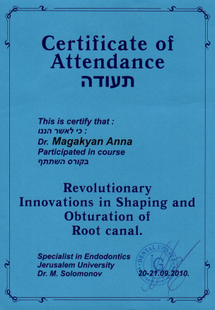 Certificate of
Attendance
תעודה
This is certify that :
כי לאשר הננו :
Dr. Magakyan Anna
Participated in course
בקורס השתתף
Revolutionary
Innovations in Shaping and
Obturation of
Root canal.
Specialist in Endodontics
Jerusalem University
Dr. M. Solomonov
20-21.09.2010.